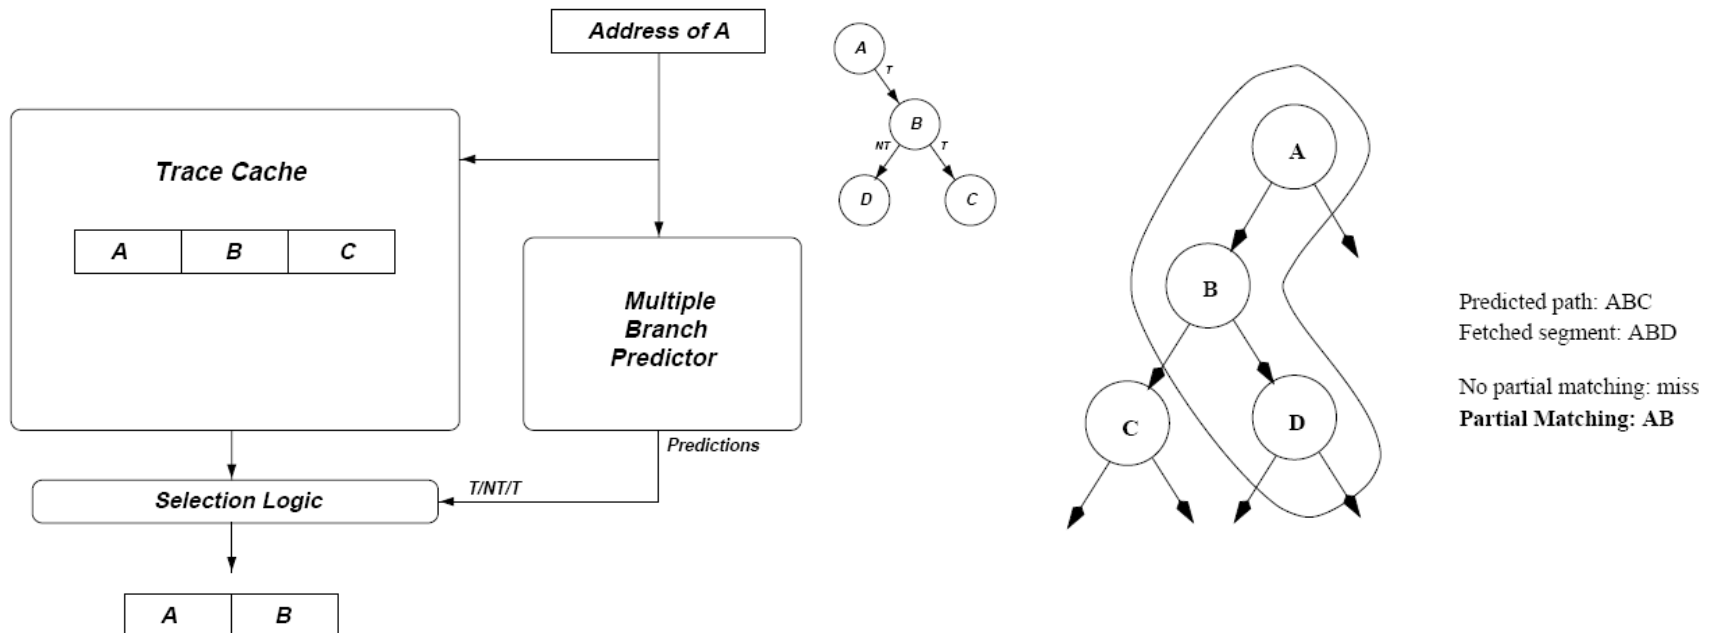 Address of A
Trace Cache
A B C
Multiple
Branch
Predictor
Predictions
T/NT/T
Selection Logic
A B
A
T
B
NT T
D C
A
B
C D
Predicted path: ABC
Fetched segment: ABD
No partial matching: miss
Partial Matching: AB